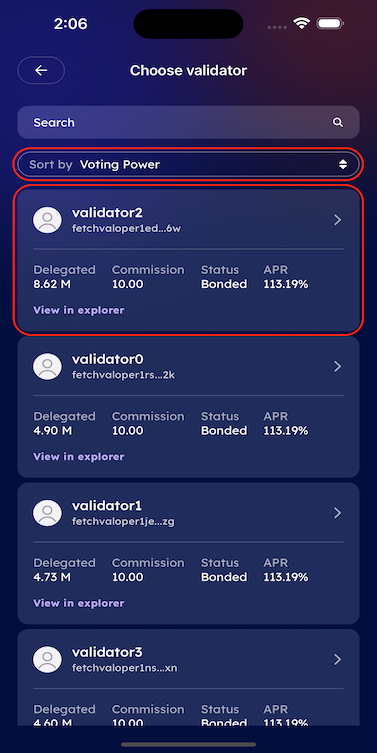 2:06
Choose validator
Search
Sort by Voting Power
validator2
fetchvaloper1ed...6w
Delegated Commission Status APR
8.62 M 10.00 Bonded 113.19%
View in explorer
validator0
fetchvaloper1rs...2k
Delegated Commission Status APR
4.90 M 10.00 Bonded 113.19%
View in explorer
validator1
fetchvaloper1je...zg
Delegated Commission Status APR
4.73 M 10.00 Bonded 113.19%
View in explorer
validator3
fetchvaloper1ns...xn
Delegated Commission Status APR
4.60 M 10.00 Bonded 113.19%